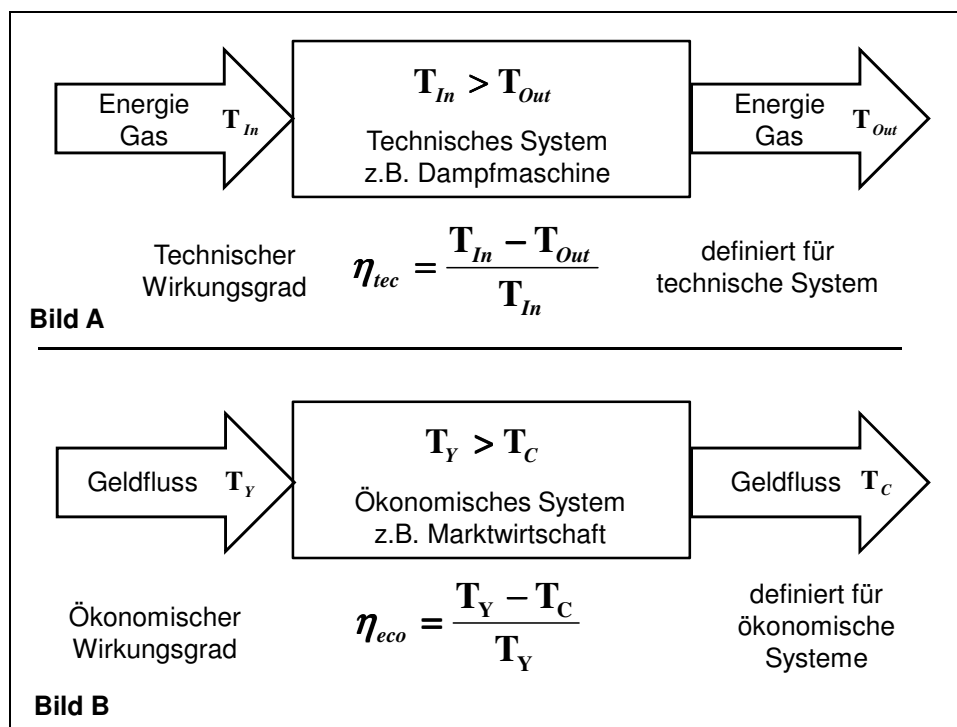 Energie
Gas
T_In
T_In > T_Out
Technisches System
z.B. Dampfmaschine
Energie
Gas
T_Out
Technischer
Wirkungsgrad
η_tec = (T_In − T_Out) / T_In
definiert für
technische System
Bild A
Geldfluss T_Y
T_Y > T_C
Ökonomisches System
z.B. Marktwirtschaft
Geldfluss T_C
Ökonomischer
Wirkungsgrad
η_eco = (T_Y − T_C) / T_Y
definiert für
ökonomische
Systeme
Bild B